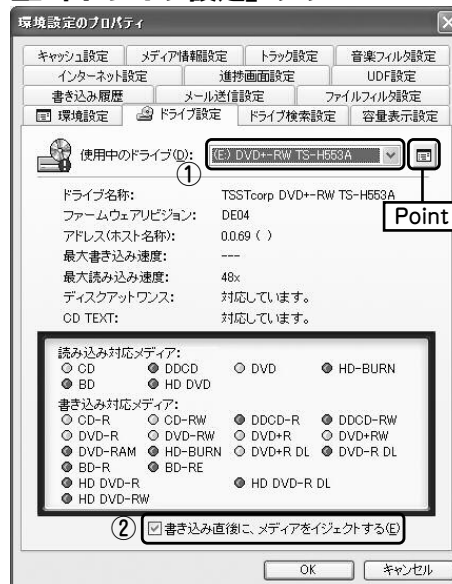 環境設定のプロパティ
キャッシュ設定 メディア情報設定 トラック設定 音楽フィルタ設定
インターネット設定 進捗画面設定 UDF設定
書き込み履歴 メール送信設定 ファイルフィルタ設定
環境設定 ドライブ設定 ドライブ検索設定 容量表示設定
使用中のドライブ(D): (E:) DVD+-RW TS-H553A
①
Point
ドライブ名称: TSSTcorp DVD+-RW TS-H553A
ファームウェアリビジョン: DE04
アドレス(ホスト名称): 0.0.69 ( )
最大書き込み速度: ---
最大読み込み速度: 48x
ディスクアットワンス: 対応しています。
CD TEXT: 対応しています。
読み込み対応メディア:
CD DDCD DVD HD-BURN
BD HD DVD
書き込み対応メディア:
CD-R CD-RW DDCD-R DDCD-RW
DVD-R DVD-RW DVD+R DVD+RW
DVD-RAM HD-BURN DVD+R DL DVD-R DL
BD-R BD-RE
HD DVD-R HD DVD-R DL
HD DVD-RW
② 書き込み直後に、メディアをイジェクトする(E)
OK キャンセル